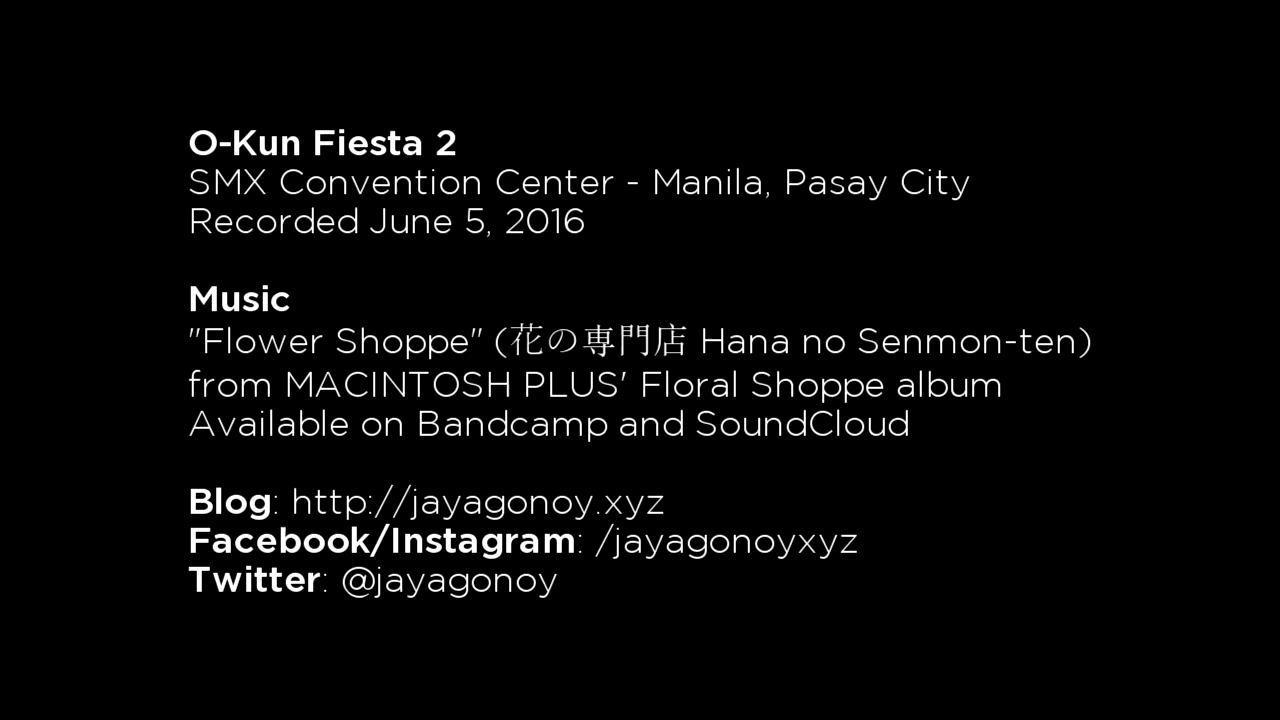 O-Kun Fiesta 2
SMX Convention Center - Manila, Pasay City
Recorded June 5, 2016
Music
"Flower Shoppe" (花の専門店 Hana no Senmon-ten)
from MACINTOSH PLUS' Floral Shoppe album
Available on Bandcamp and SoundCloud
Blog: http://jayagonoy.xyz
Facebook/Instagram: /jayagonoyxyz
Twitter: @jayagonoy